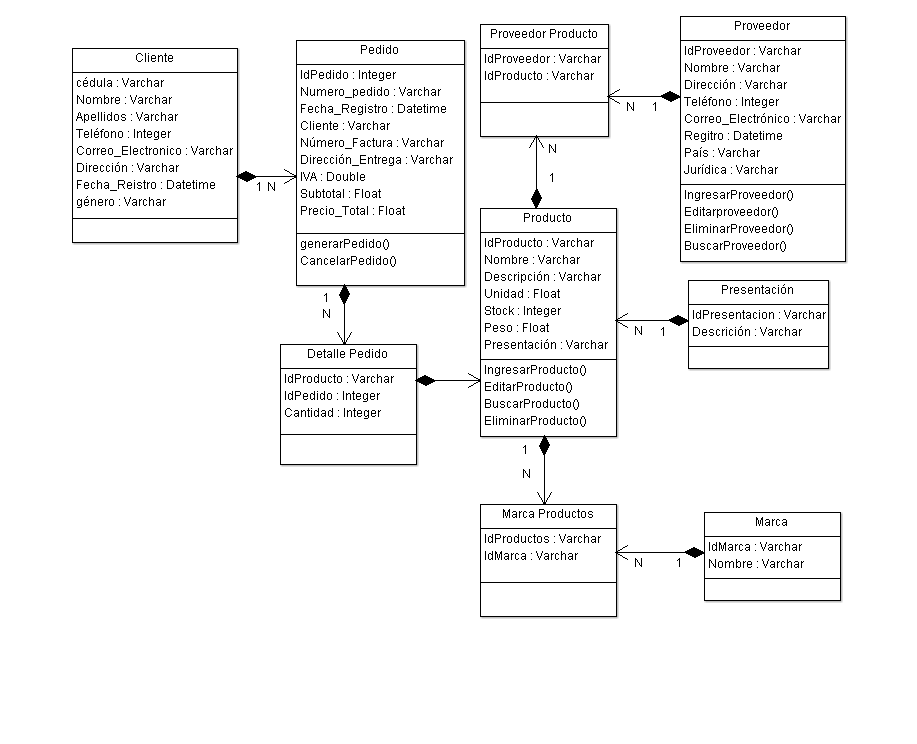 Cliente
cédula : Varchar
Nombre : Varchar
Apellidos : Varchar
Teléfono : Integer
Correo_Electronico : Varchar
Dirección : Varchar
Fecha_Reistro : Datetime
género : Varchar
1 N
Pedido
IdPedido : Integer
Numero_pedido : Varchar
Fecha_Registro : Datetime
Cliente : Varchar
Número_Factura : Varchar
Dirección_Entrega : Varchar
IVA : Double
Subtotal : Float
Precio_Total : Float
generarPedido()
CancelarPedido()
1
N
Detalle Pedido
IdProducto : Varchar
IdPedido : Integer
Cantidad : Integer
Proveedor Producto
IdProveedor : Varchar
IdProducto : Varchar
N
1
N
1
Proveedor
IdProveedor : Varchar
Nombre : Varchar
Dirección : Varchar
Teléfono : Integer
Correo_Electrónico : Varchar
Regitro : Datetime
País : Varchar
Jurídica : Varchar
IngresarProveedor()
Editarproveedor()
EliminarProveedor()
BuscarProveedor()
Producto
IdProducto : Varchar
Nombre : Varchar
Descripción : Varchar
Unidad : Float
Stock : Integer
Peso : Float
Presentación : Varchar
IngresarProducto()
EditarProducto()
BuscarProducto()
EliminarProducto()
N
1
Presentación
IdPresentacion : Varchar
Descrición : Varchar
1
N
Marca Productos
IdProductos : Varchar
IdMarca : Varchar
N
1
Marca
IdMarca : Varchar
Nombre : Varchar